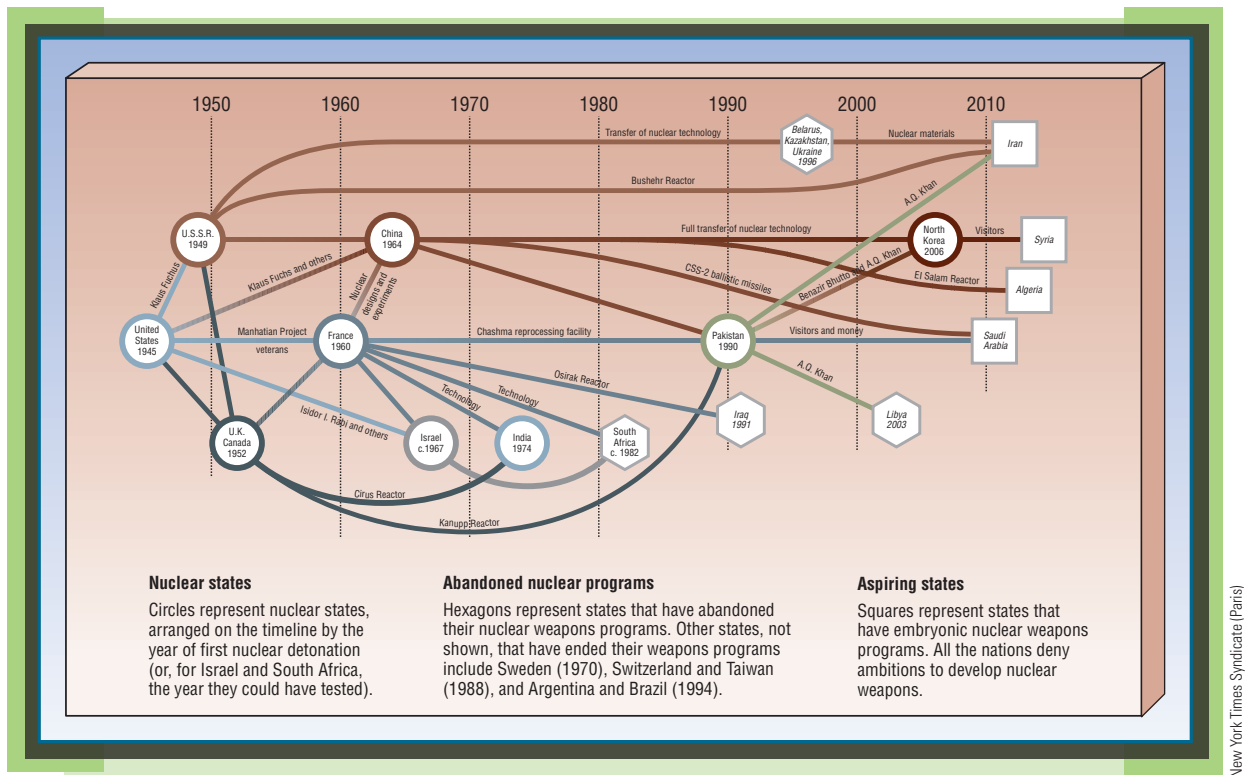 1950
1960
1970
1980
1990
2000
2010
Transfer of nuclear technology
Belarus,
Kazakhstan,
Ukraine
1996
Nuclear materials
Iran
Bushehr Reactor
A.Q. Khan
U.S.S.R.
1949
China
1964
Full transfer of nuclear technology
North
Korea
2006
Visitors
Syria
Klaus Fuchus
Klaus Fuchs and others
Nuclear
designs and
experiments
CSS-2 ballistic missiles
Benazir Bhutto and A.Q. Khan
El Salam Reactor
Algeria
United
States
1945
Manhatian Project
veterans
France
1960
Chashma reprocessing facility
Pakistan
1990
Visitors and money
Saudi
Arabia
Osirak Reactor
A.Q. Khan
Technology
Technology
Isidor I. Rabi and others
U.K.
Canada
1952
Israel
c.1967
India
1974
South
Africa
c. 1982
Iraq
1991
Libya
2003
Cirus Reactor
Kanupp Reactor
Nuclear states
Circles represent nuclear states,
arranged on the timeline by the
year of first nuclear detonation
(or, for Israel and South Africa,
the year they could have tested).
Abandoned nuclear programs
Hexagons represent states that have abandoned
their nuclear weapons programs. Other states, not
shown, that have ended their weapons programs
include Sweden (1970), Switzerland and Taiwan
(1988), and Argentina and Brazil (1994).
Aspiring states
Squares represent states that
have embryonic nuclear weapons
programs. All the nations deny
ambitions to develop nuclear
weapons.
New York Times Syndicate (Paris)